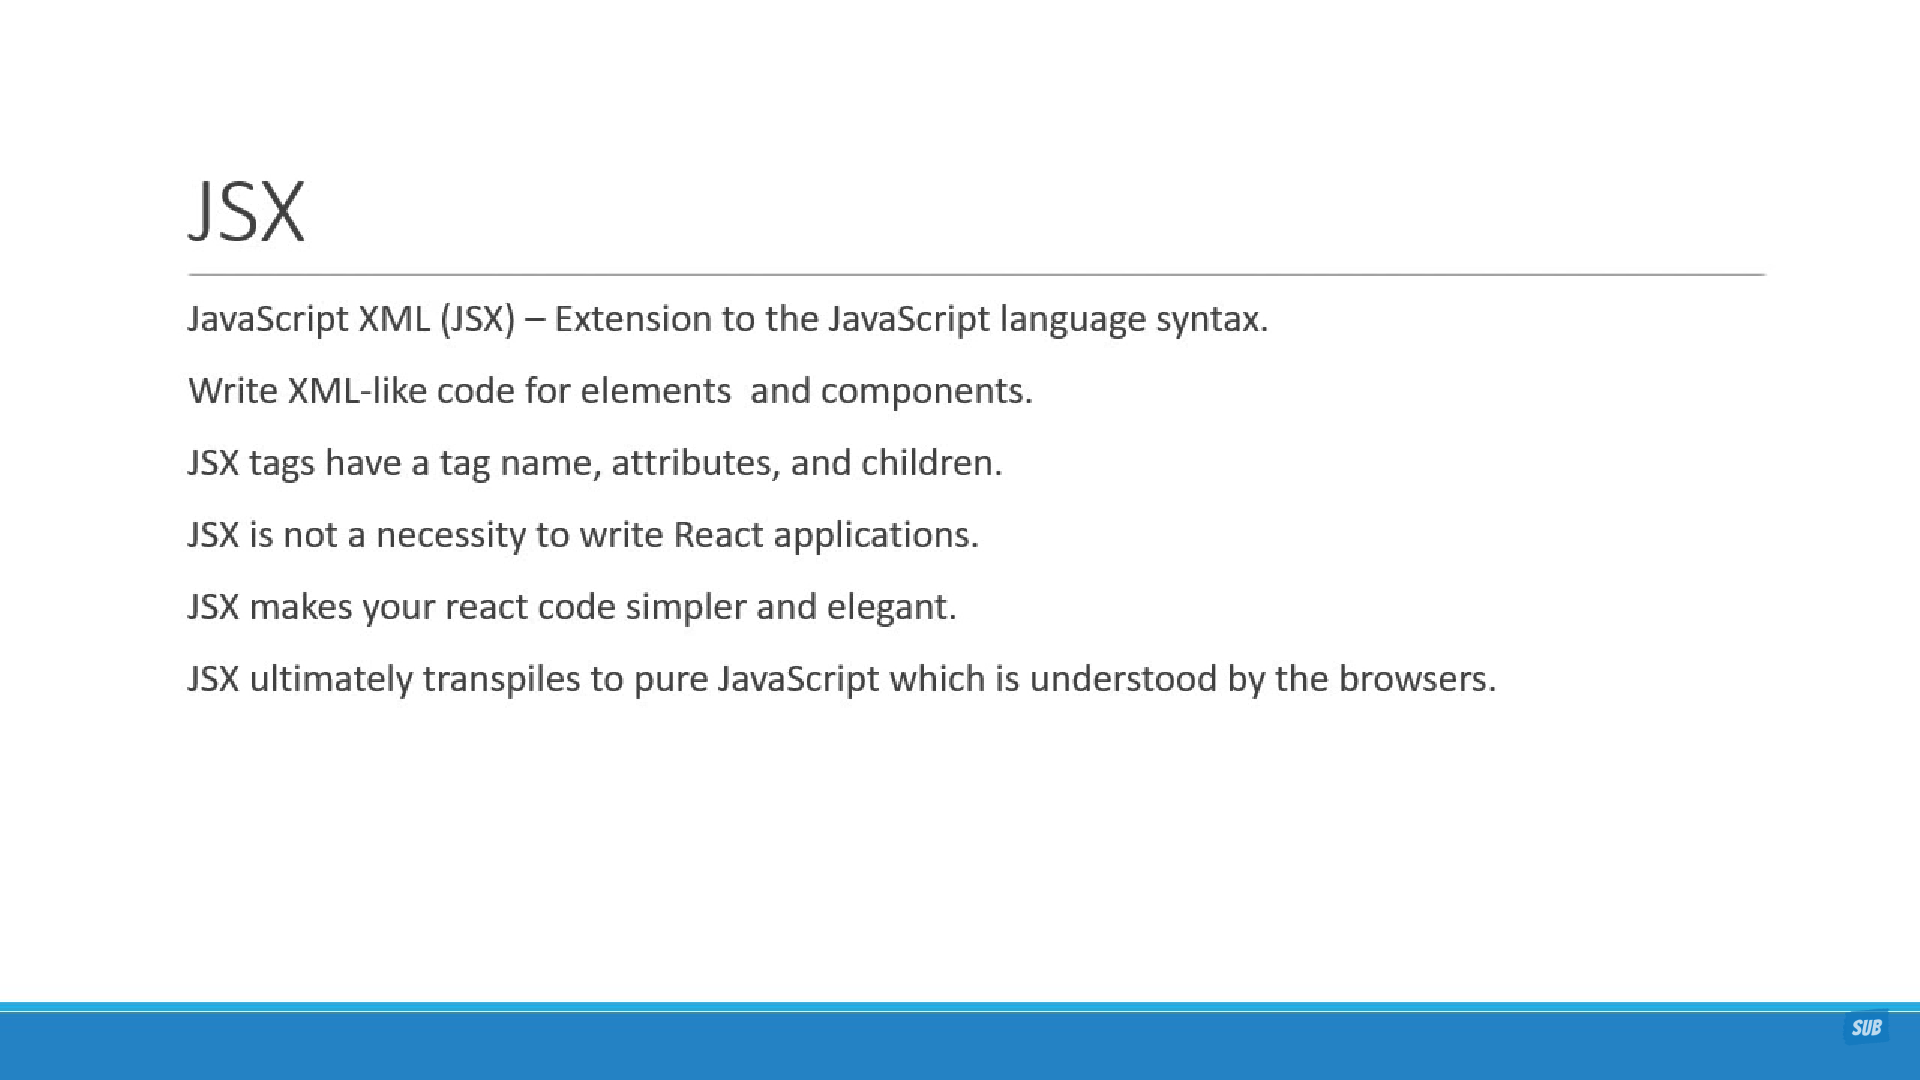 JSX
JavaScript XML (JSX) – Extension to the JavaScript language syntax.
Write XML-like code for elements  and components.
JSX tags have a tag name, attributes, and children.
JSX is not a necessity to write React applications.
JSX makes your react code simpler and elegant.
JSX ultimately transpiles to pure JavaScript which is understood by the browsers.
SUB